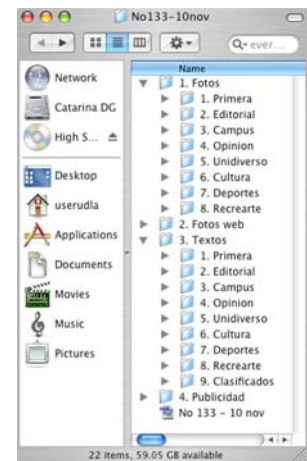 No133-10nov
ever...
Network
Catarina DG
High S...
Desktop
userudla
Applications
Documents
Movies
Music
Pictures
Name
1. Fotos
1. Primera
2. Editorial
3. Campus
4. Opinion
5. Unidiverso
6. Cultura
7. Deportes
8. Recrearte
2. Fotos web
3. Textos
1. Primera
2. Editorial
3. Campus
4. Opinion
5. Unidiverso
6. Cultura
7. Deportes
8. Recrearte
9. Clasificados
4. Publicidad
No 133 - 10 nov
22 items, 59.05 GB available